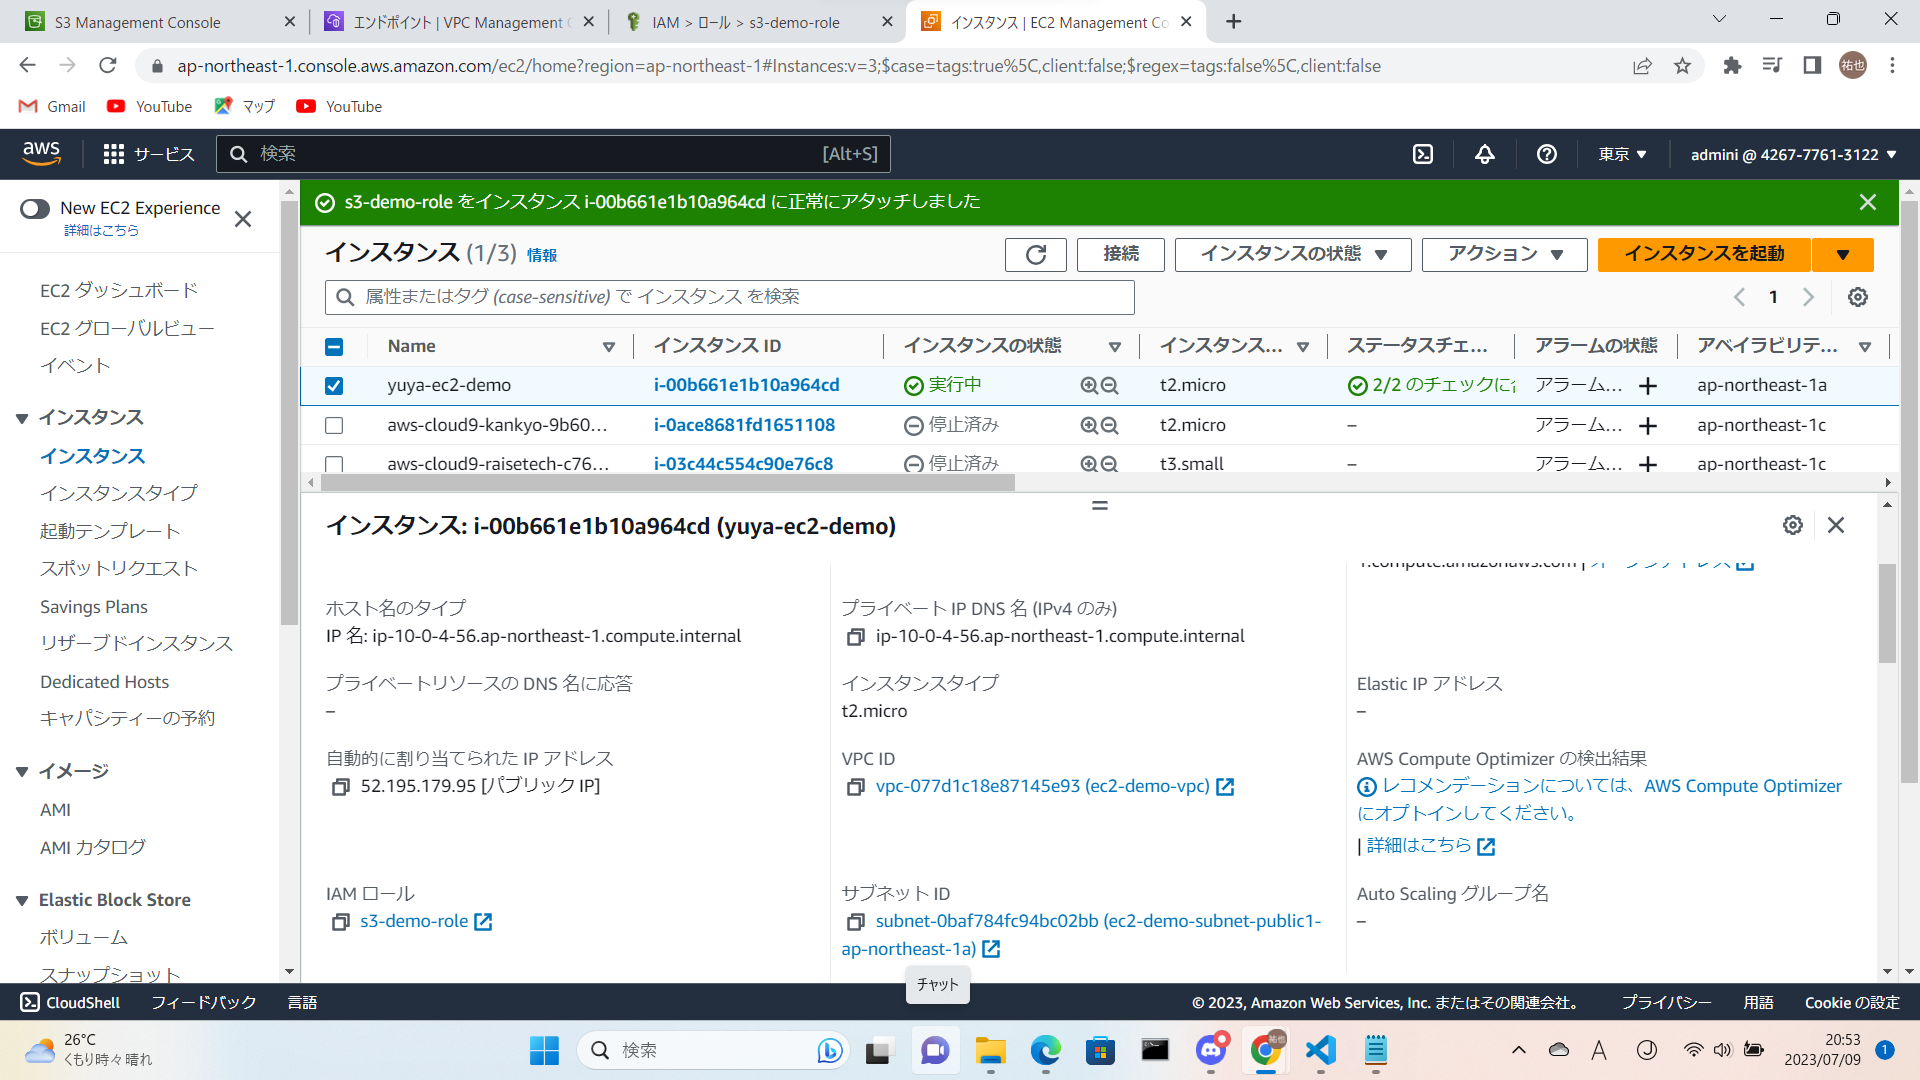 S3 Management Console
エンドポイント | VPC Management C
IAM > ロール > s3-demo-role
インスタンス | EC2 Management Co
ap-northeast-1.console.aws.amazon.com/ec2/home?region=ap-northeast-1#Instances:v=3;$case=tags:true%5C,client:false;$regex=tags:false%5C,client:false
祐也
Gmail
YouTube
マップ
YouTube
aws
サービス
検索
[Alt+S]
東京
admini @ 4267-7761-3122
New EC2 Experience
詳細はこちら
EC2 ダッシュボード
EC2 グローバルビュー
イベント
インスタンス
インスタンス
インスタンスタイプ
起動テンプレート
スポットリクエスト
Savings Plans
リザーブドインスタンス
Dedicated Hosts
キャパシティーの予約
イメージ
AMI
AMI カタログ
Elastic Block Store
ボリューム
スナップショット
s3-demo-role をインスタンス i-00b661e1b10a964cd に正常にアタッチしました
インスタンス (1/3) 情報
接続
インスタンスの状態
アクション
インスタンスを起動
属性またはタグ (case-sensitive) で インスタンス を検索
1
Name インスタンス ID インスタンスの状態 インスタンス... ステータスチェ... アラームの状態 アベイラビリテ...
yuya-ec2-demo i-00b661e1b10a964cd 実行中 t2.micro 2/2 のチェックに合 アラーム... + ap-northeast-1a
aws-cloud9-kankyo-9b60... i-0ace8681fd1651108 停止済み t2.micro – アラーム... + ap-northeast-1c
aws-cloud9-raisetech-c76... i-03c44c554c90e76c8 停止済み t3.small – アラーム... + ap-northeast-1c
インスタンス: i-00b661e1b10a964cd (yuya-ec2-demo)
1.compute.amazonaws.com | オープンアドレス
ホスト名のタイプ
IP 名: ip-10-0-4-56.ap-northeast-1.compute.internal
プライベート IP DNS 名 (IPv4 のみ)
ip-10-0-4-56.ap-northeast-1.compute.internal
プライベートリソースの DNS 名に応答
–
インスタンスタイプ
t2.micro
Elastic IP アドレス
–
自動的に割り当てられた IP アドレス
52.195.179.95 [パブリック IP]
VPC ID
vpc-077d1c18e87145e93 (ec2-demo-vpc)
AWS Compute Optimizer の検出結果
レコメンデーションについては、AWS Compute Optimizer
にオプトインしてください。
| 詳細はこちら
IAM ロール
s3-demo-role
サブネット ID
subnet-0baf784fc94bc02bb (ec2-demo-subnet-public1-
ap-northeast-1a)
Auto Scaling グループ名
–
チャット
CloudShell
フィードバック
言語
© 2023, Amazon Web Services, Inc. またはその関連会社。
プライバシー
用語
Cookie の設定
26°C
くもり時々晴れ
検索
祐也
A
J
20:53
2023/07/09
1